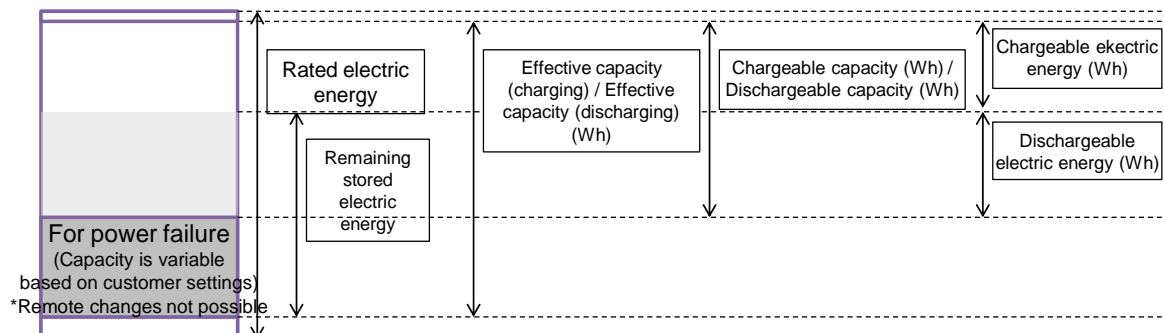 Rated electric
energy
Effective capacity
(charging) / Effective
capacity (discharging)
(Wh)
Chargeable capacity (Wh) /
Dischargeable capacity (Wh)
Chargeable ekectric
energy (Wh)
Remaining
stored
electric
energy
Dischargeable
electric energy (Wh)
For power failure
(Capacity is variable
based on customer settings)
*Remote changes not possible